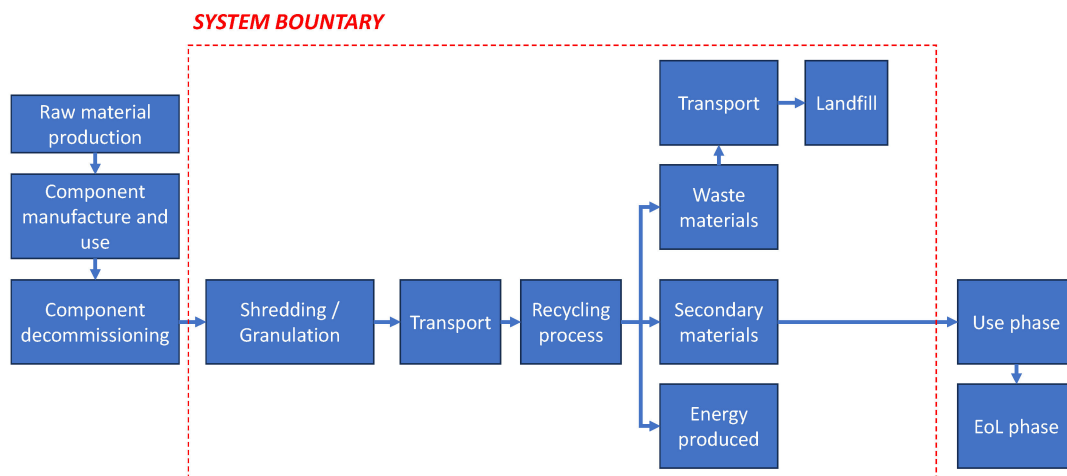 SYSTEM BOUNTARY
Raw material
production
Component
manufacture and
use
Component
decommissioning
Shredding /
Granulation
Transport
Recycling
process
Transport
Landfill
Waste
materials
Secondary
materials
Energy
produced
Use phase
EoL phase